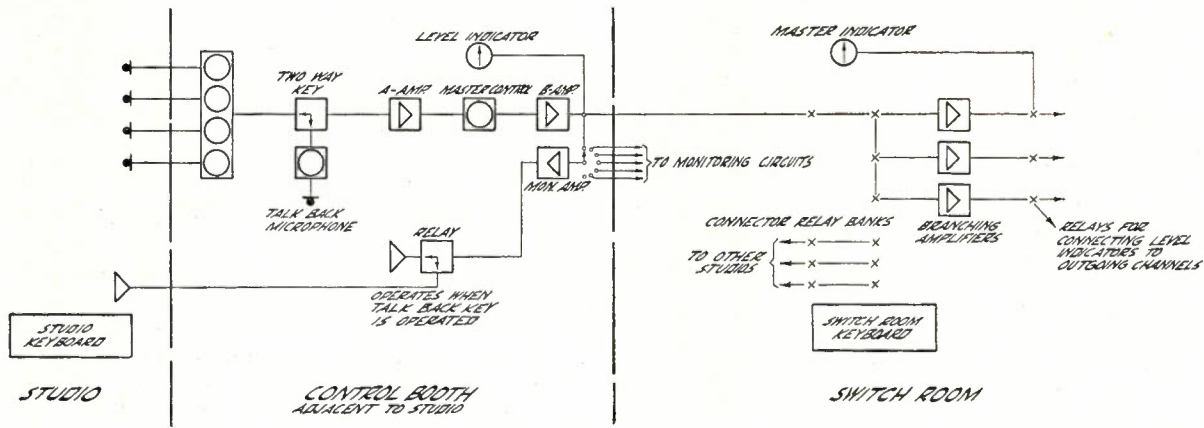 LEVEL INDICATOR
MASTER INDICATOR
TWO WAY
KEY
A-AMP.
MASTER CONTROL
B-AMP.
TO MONITORING CIRCUITS
MON. AMP.
TALK BACK
MICROPHONE
RELAY
OPERATES WHEN
TALK BACK KEY
IS OPERATED
CONNECTOR RELAY BANKS
BRANCHING
AMPLIFIERS
RELAYS FOR
CONNECTING LEVEL
INDICATORS TO
OUTGOING CHANNELS
TO OTHER
STUDIOS
STUDIO
KEYBOARD
SWITCH ROOM
KEYBOARD
STUDIO
CONTROL BOOTH
ADJACENT TO STUDIO
SWITCH ROOM